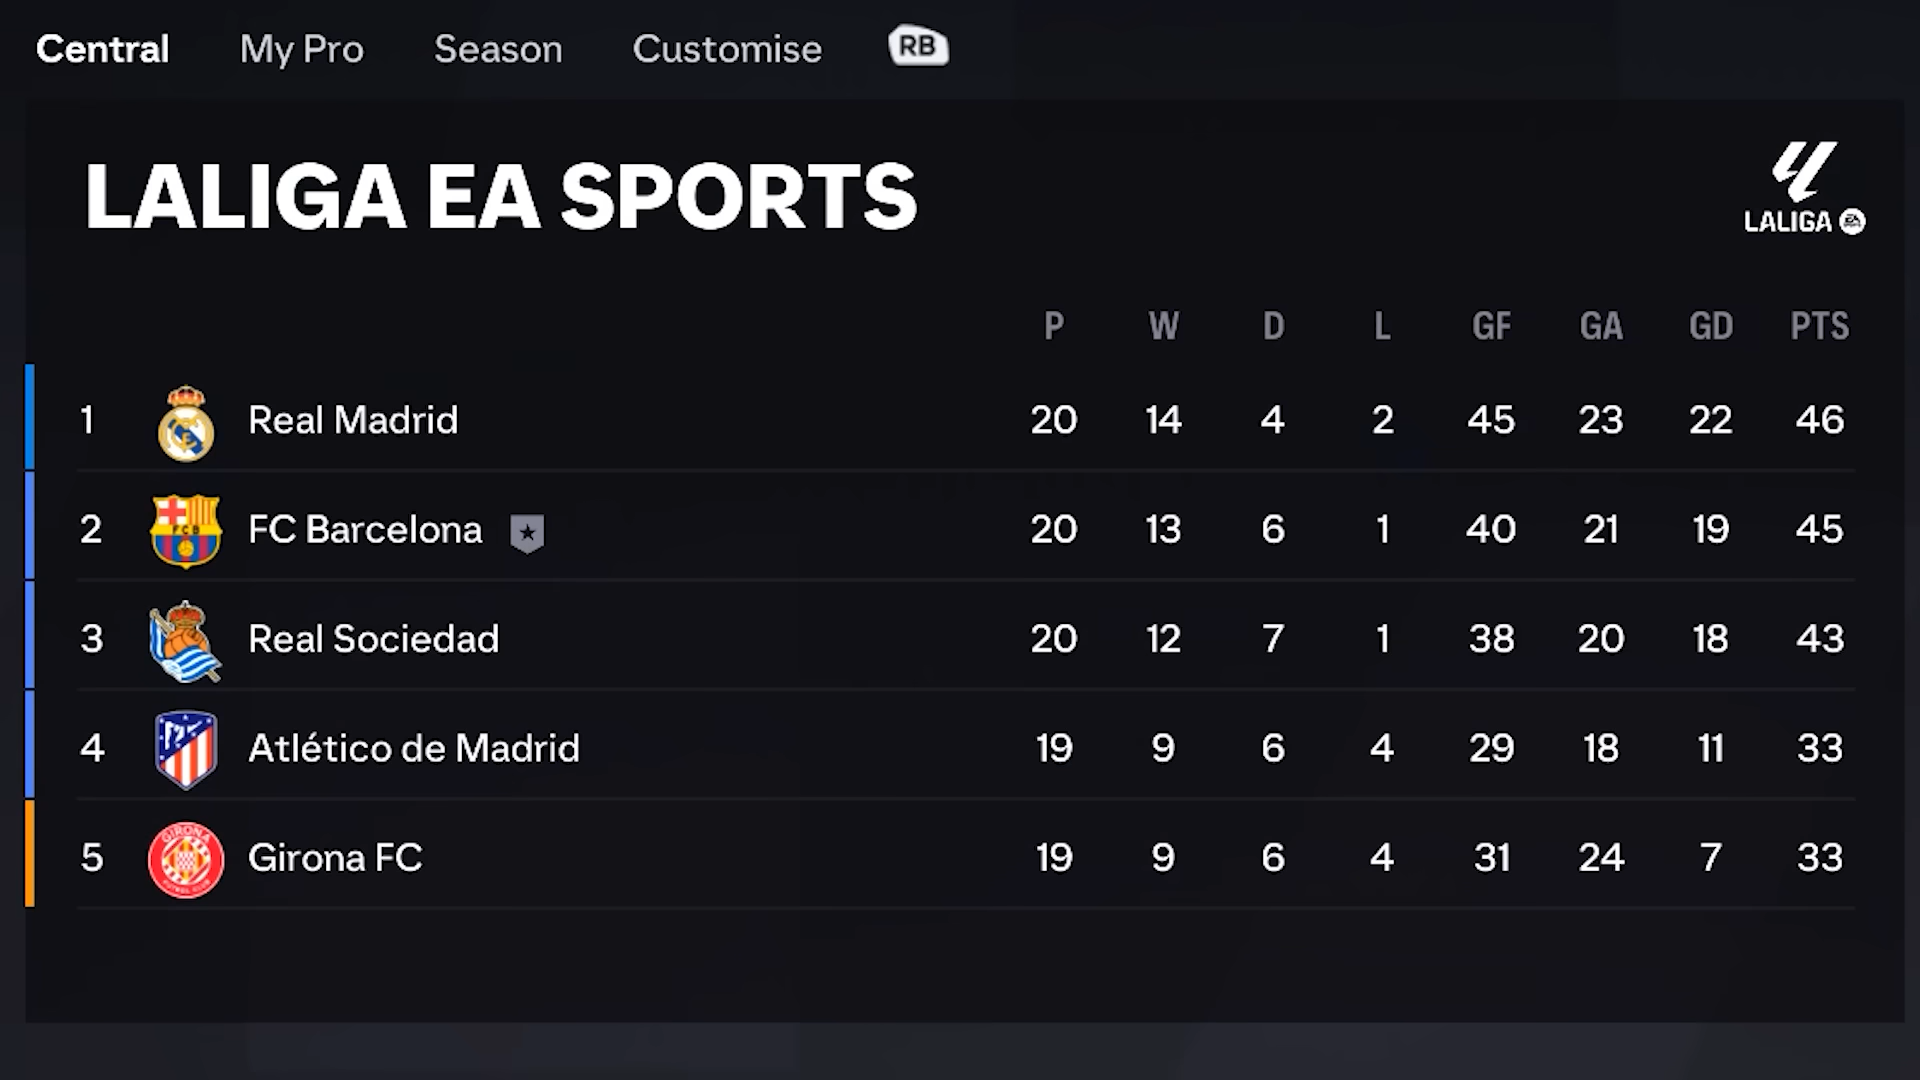 Central My Pro Season Customise RB
LALIGA EA SPORTS
LALIGA EA
P W D L GF GA GD PTS
1 Real Madrid 20 14 4 2 45 23 22 46
2 FCB FC Barcelona 20 13 6 1 40 21 19 45
3 Real Sociedad 20 12 7 1 38 20 18 43
4 Atlético de Madrid 19 9 6 4 29 18 11 33
5 GIRONA Girona FC 19 9 6 4 31 24 7 33